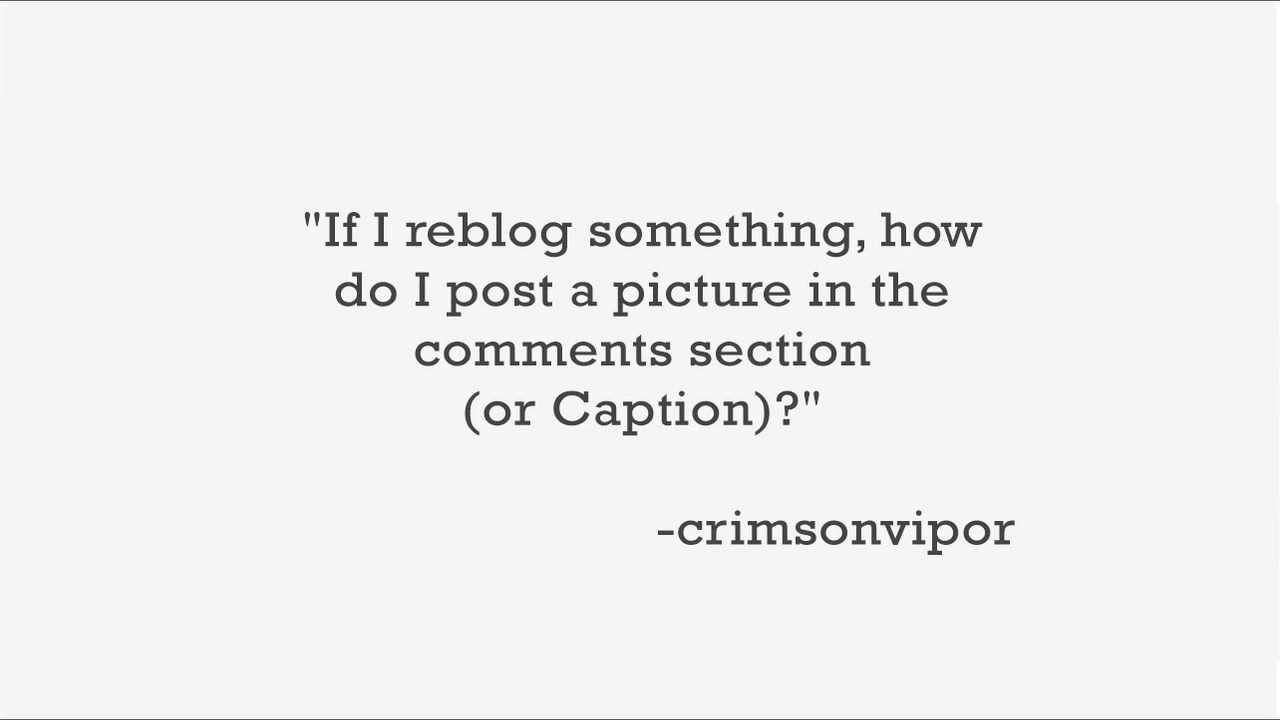 "If I reblog something, how
do I post a picture in the
comments section
(or Caption)?"
-crimsonvipor